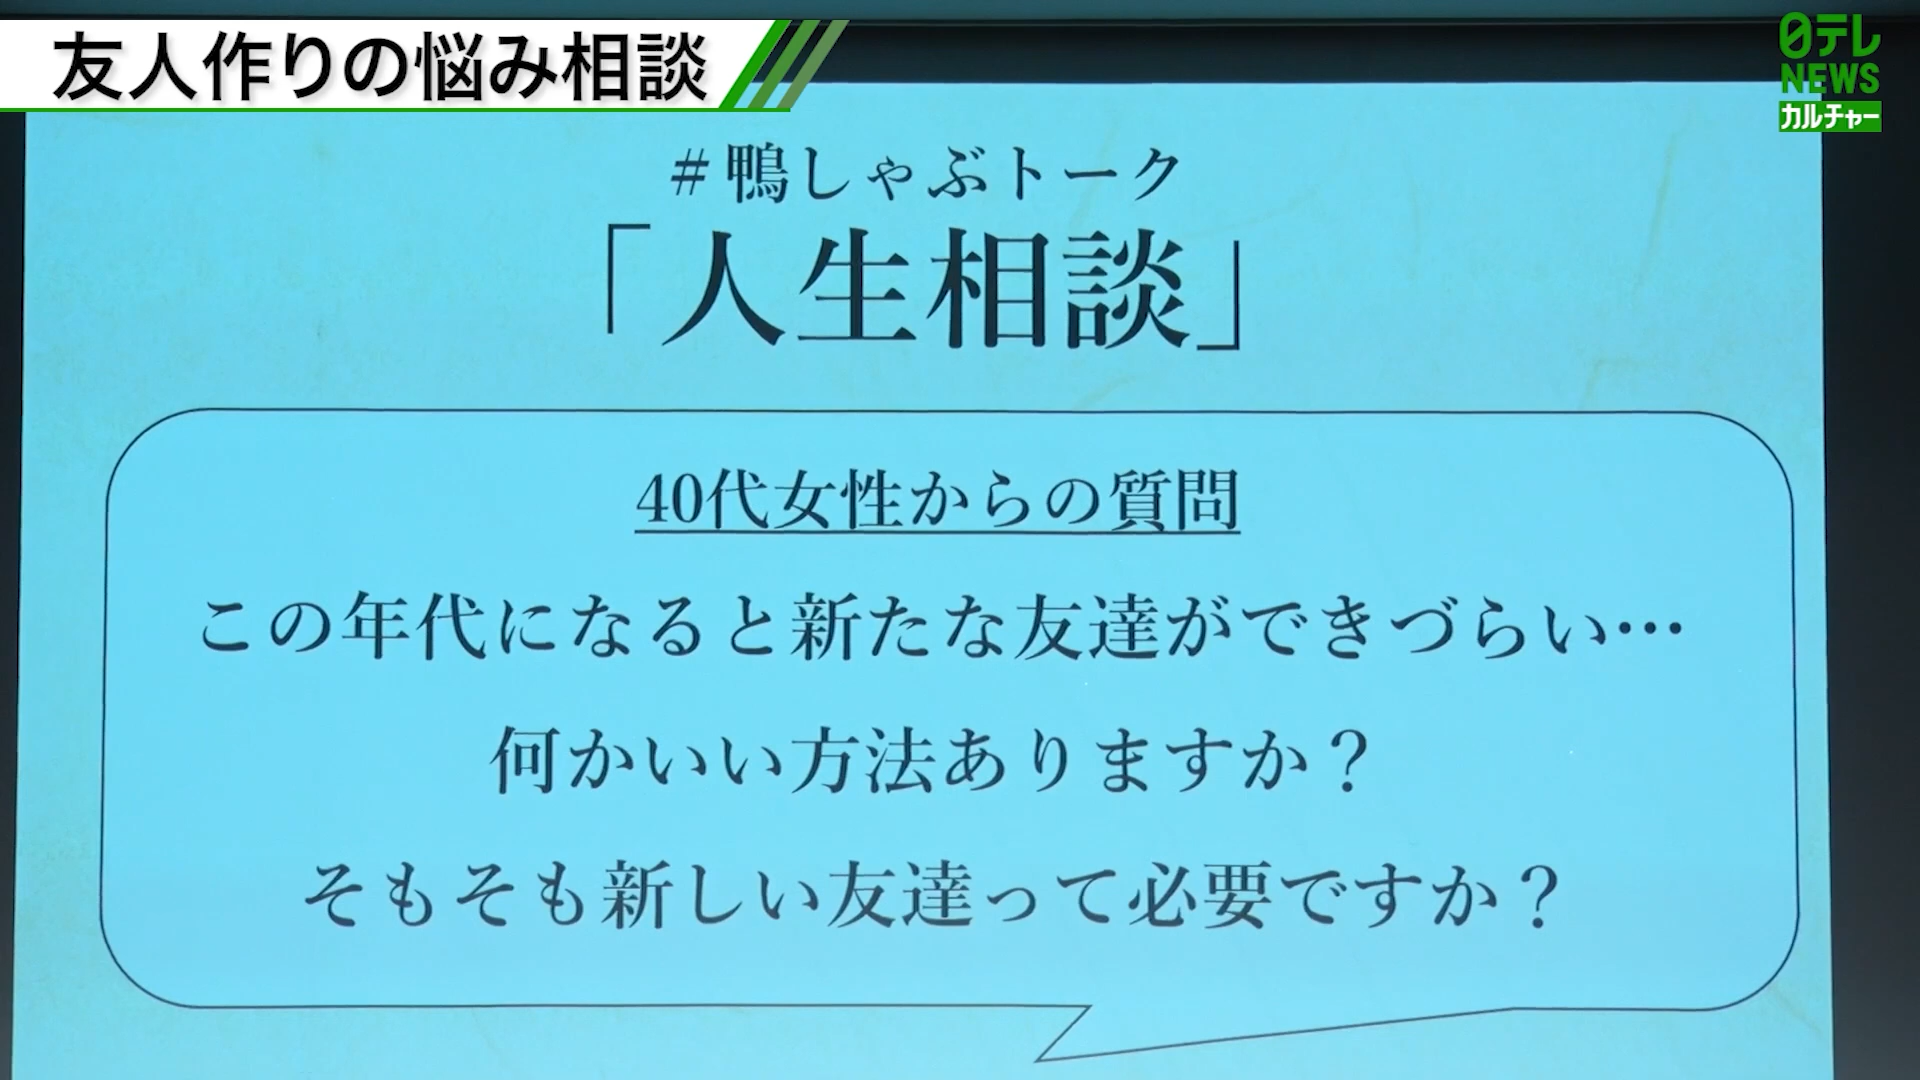 友人作りの悩み相談
日テレ
NEWS
カルチャー
#鴨しゃぶトーク
「人生相談」
40代女性からの質問
この年代になると新たな友達ができづらい…
何かいい方法ありますか？
そもそも新しい友達って必要ですか？